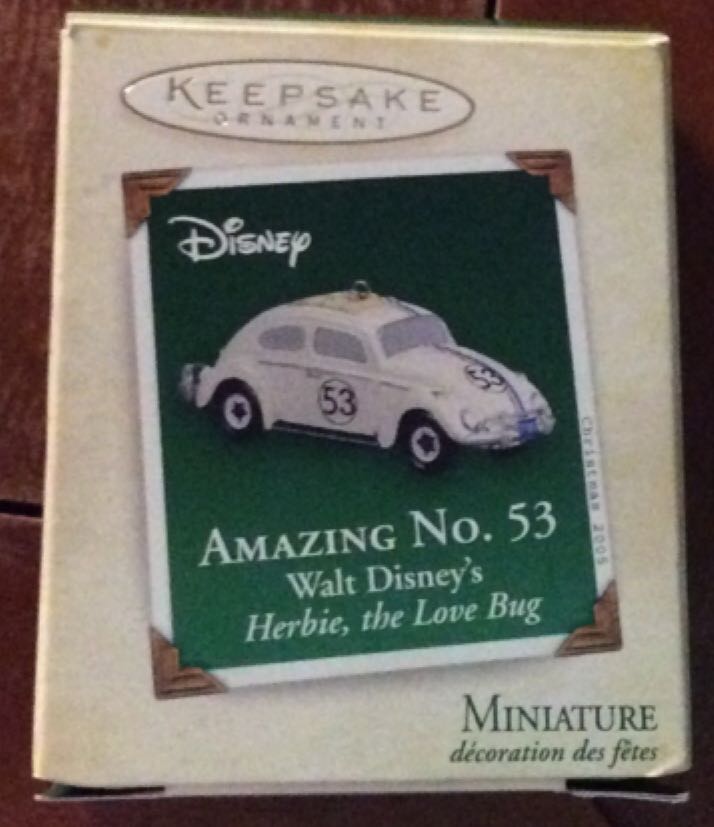 KEEPSAKE
ORNAMENT
Disney
53
53
Christmas 2005
AMAZING NO. 53
Walt Disney's
Herbie, the Love Bug
MINIATURE
décoration des fêtes